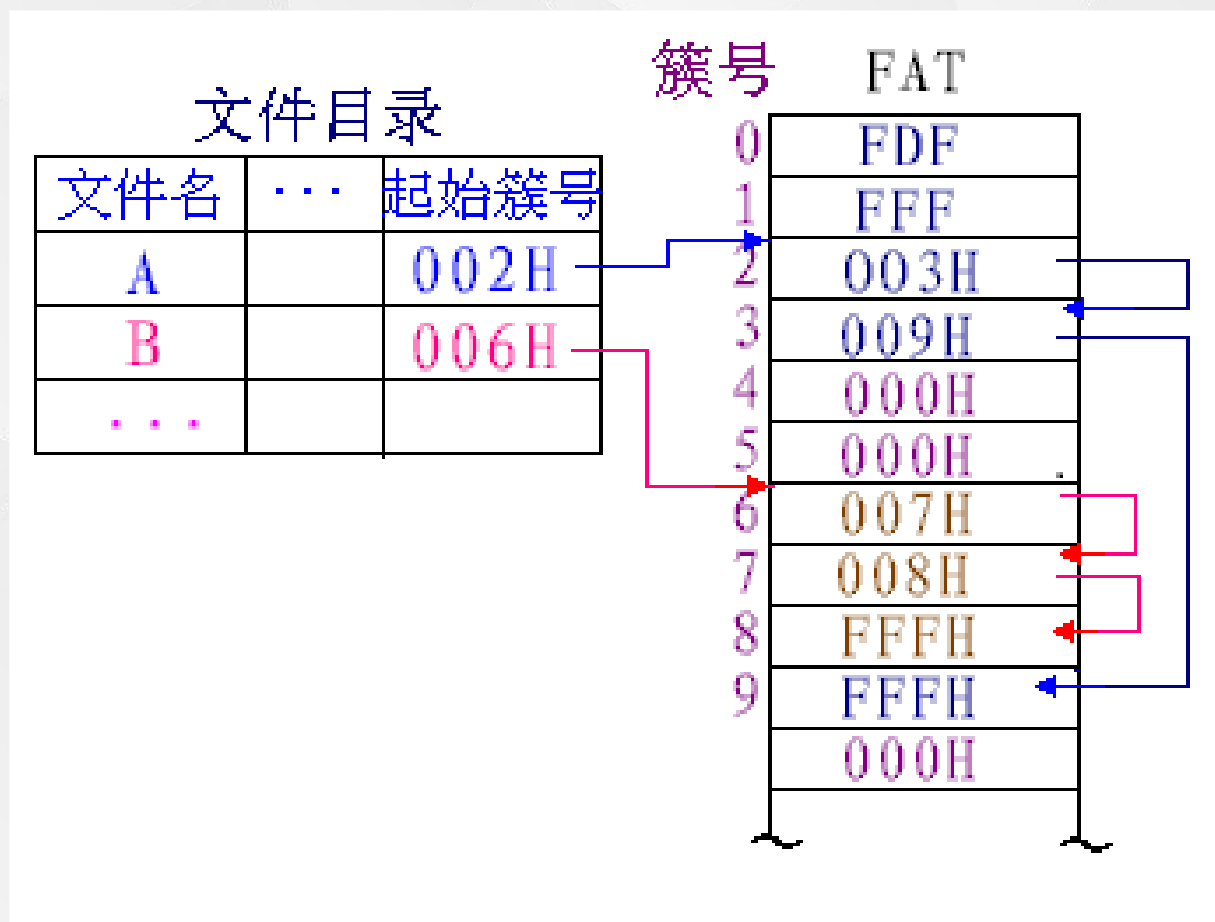 文件目录
文件名 ... 起始簇号
A 002H
B 006H
...
簇号 FAT
0 FDF
1 FFF
2 003H
3 009H
4 000H
5 000H
6 007H
7 008H
8 FFFH
9 FFFH
000H